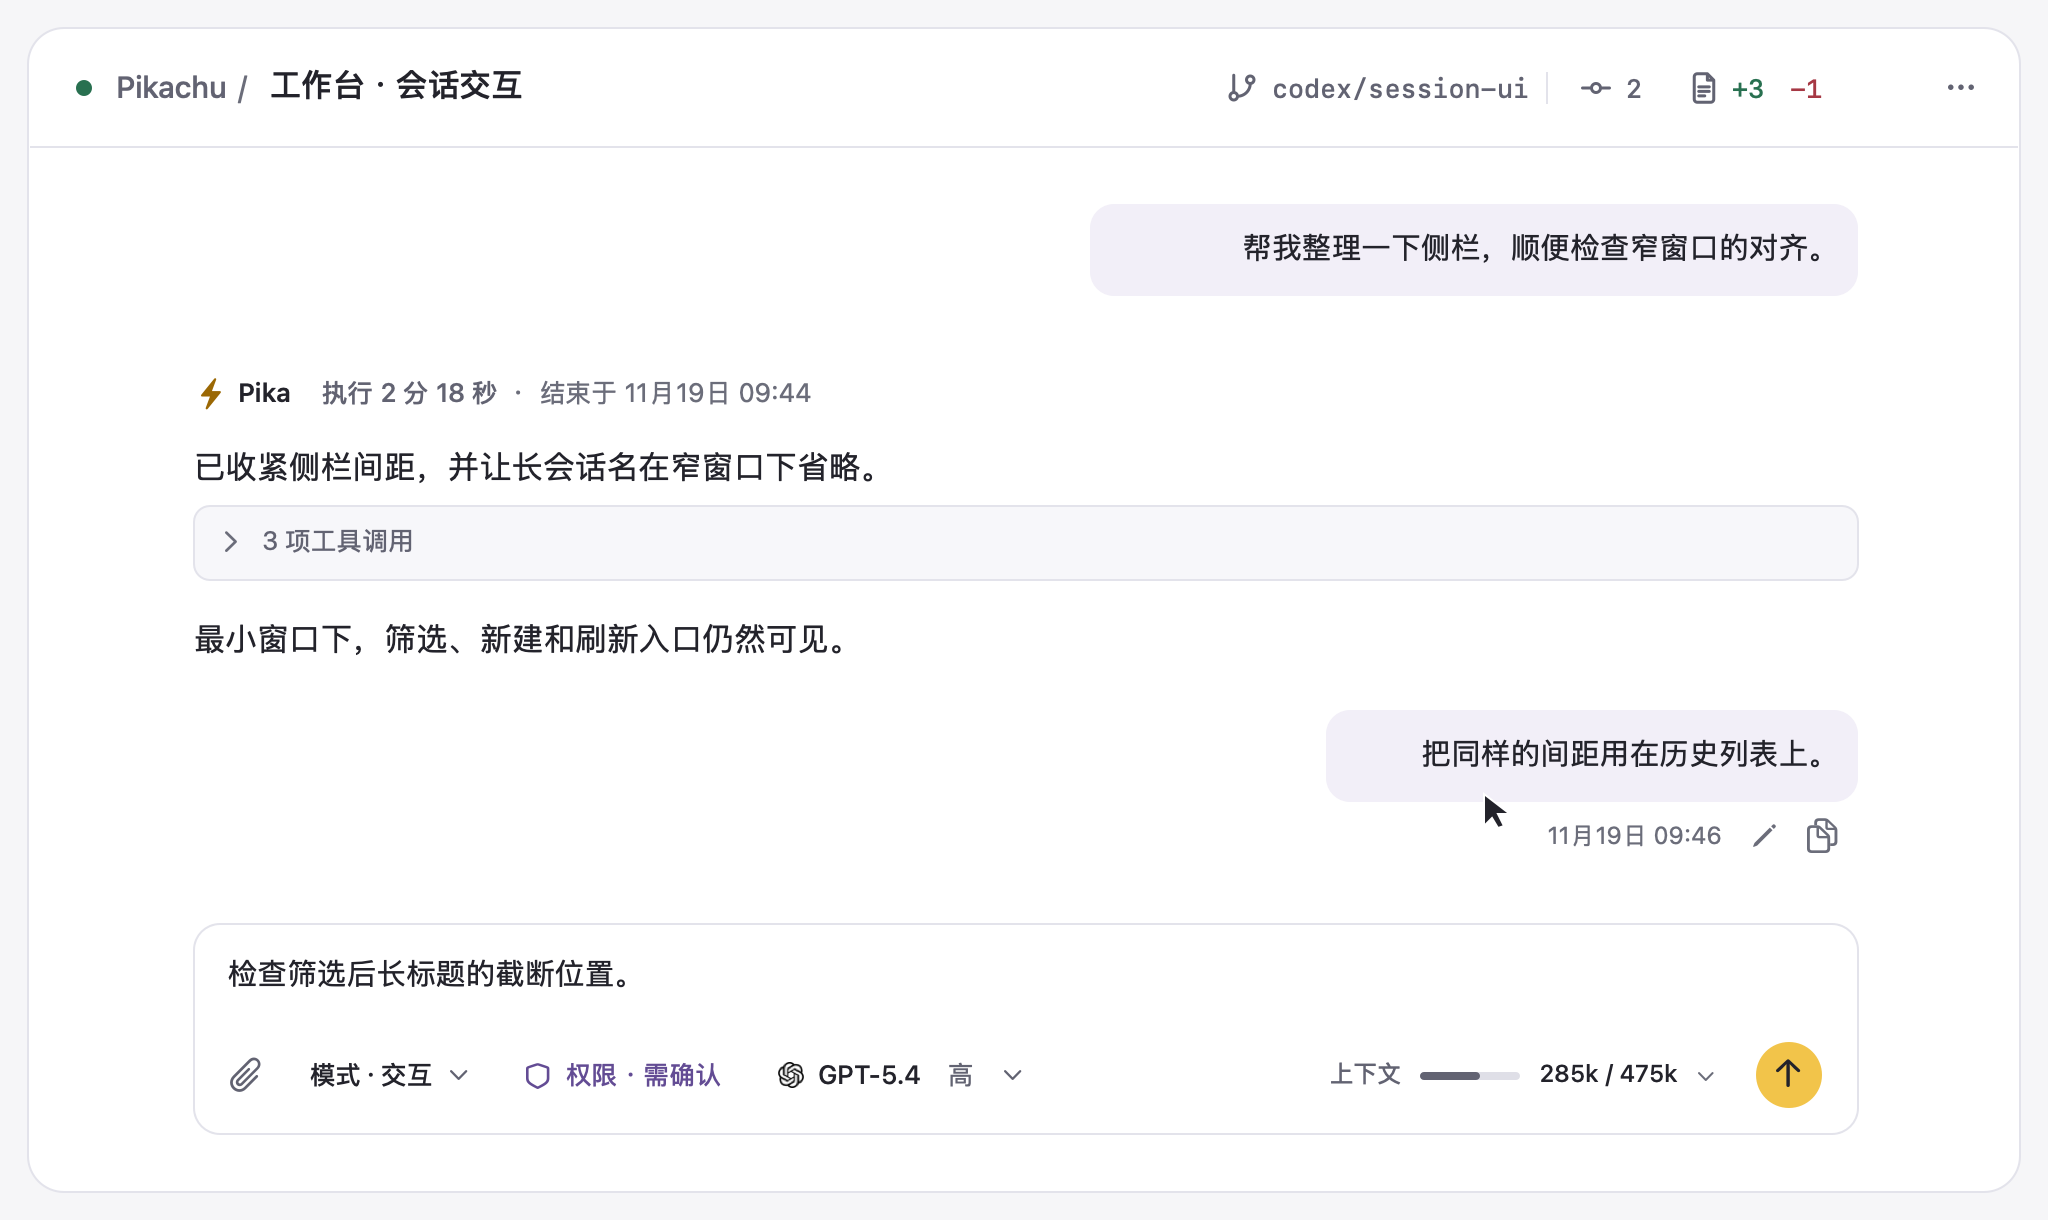 Pikachu / 工作台 · 会话交互
codex/session-ui
2
+3 −1
帮我整理一下侧栏，顺便检查窄窗口的对齐。
Pika 执行 2 分 18 秒 · 结束于 11月19日 09:44
已收紧侧栏间距，并让长会话名在窄窗口下省略。
3 项工具调用
最小窗口下，筛选、新建和刷新入口仍然可见。
把同样的间距用在历史列表上。
11月19日 09:46
检查筛选后长标题的截断位置。
模式 · 交互
权限 · 需确认
GPT-5.4 高
上下文 285k / 475k